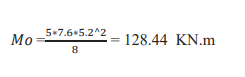 Mo = 5*7.6*5.2^2 / 8 = 128.44 KN.m